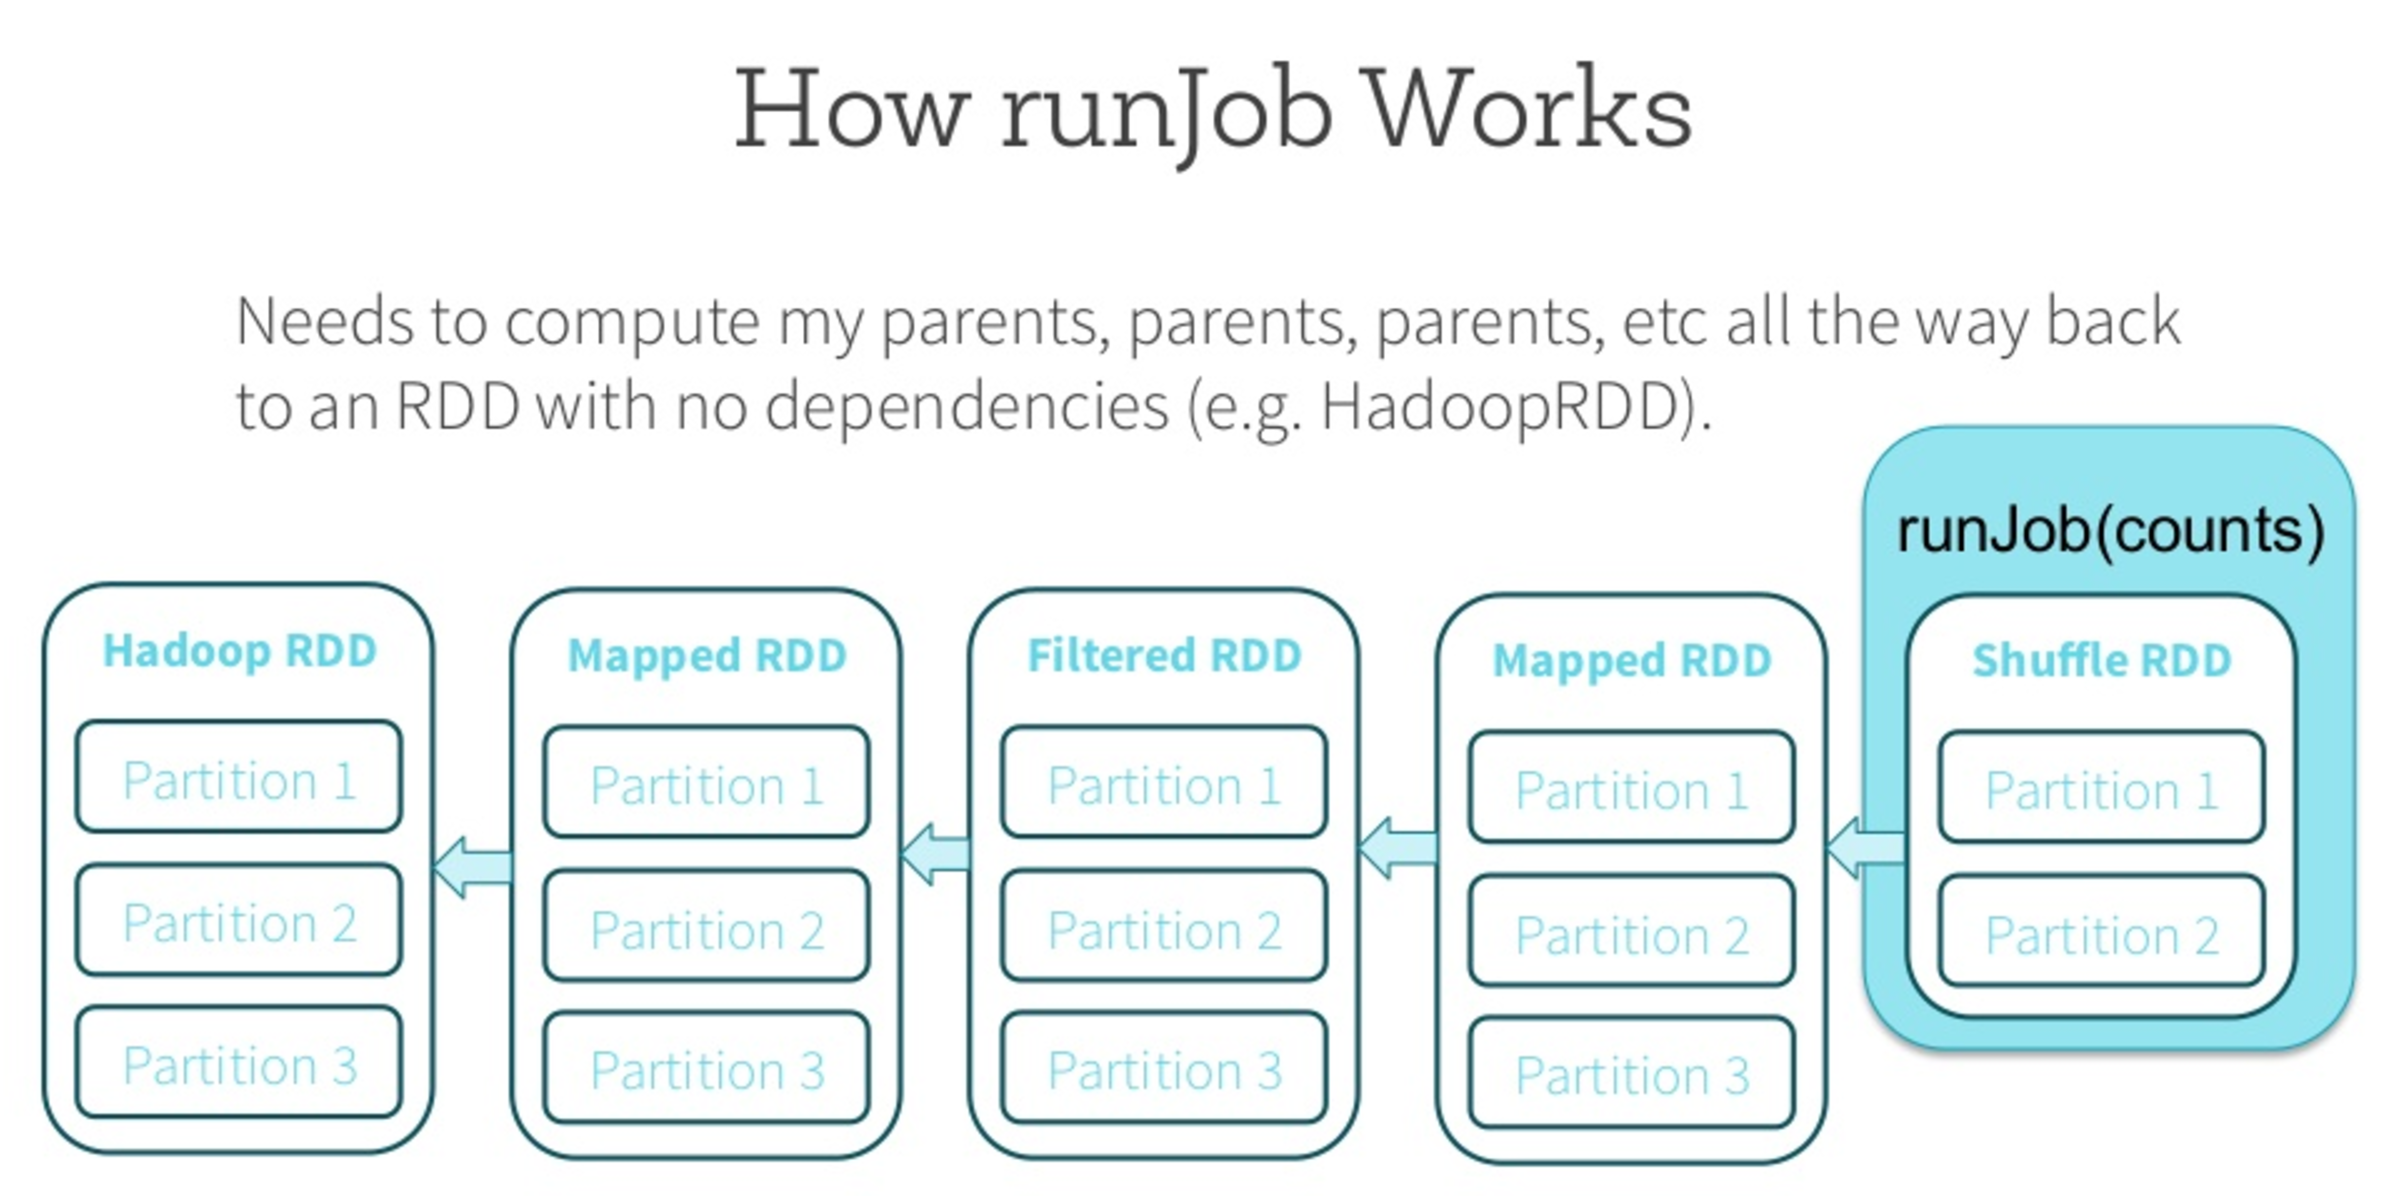 How runJob Works
Needs to compute my parents, parents, parents, etc all the way back
to an RDD with no dependencies (e.g. HadoopRDD).
runJob(counts)
Hadoop RDD
Partition 1
Partition 2
Partition 3
Mapped RDD
Partition 1
Partition 2
Partition 3
Filtered RDD
Partition 1
Partition 2
Partition 3
Mapped RDD
Partition 1
Partition 2
Partition 3
Shuffle RDD
Partition 1
Partition 2